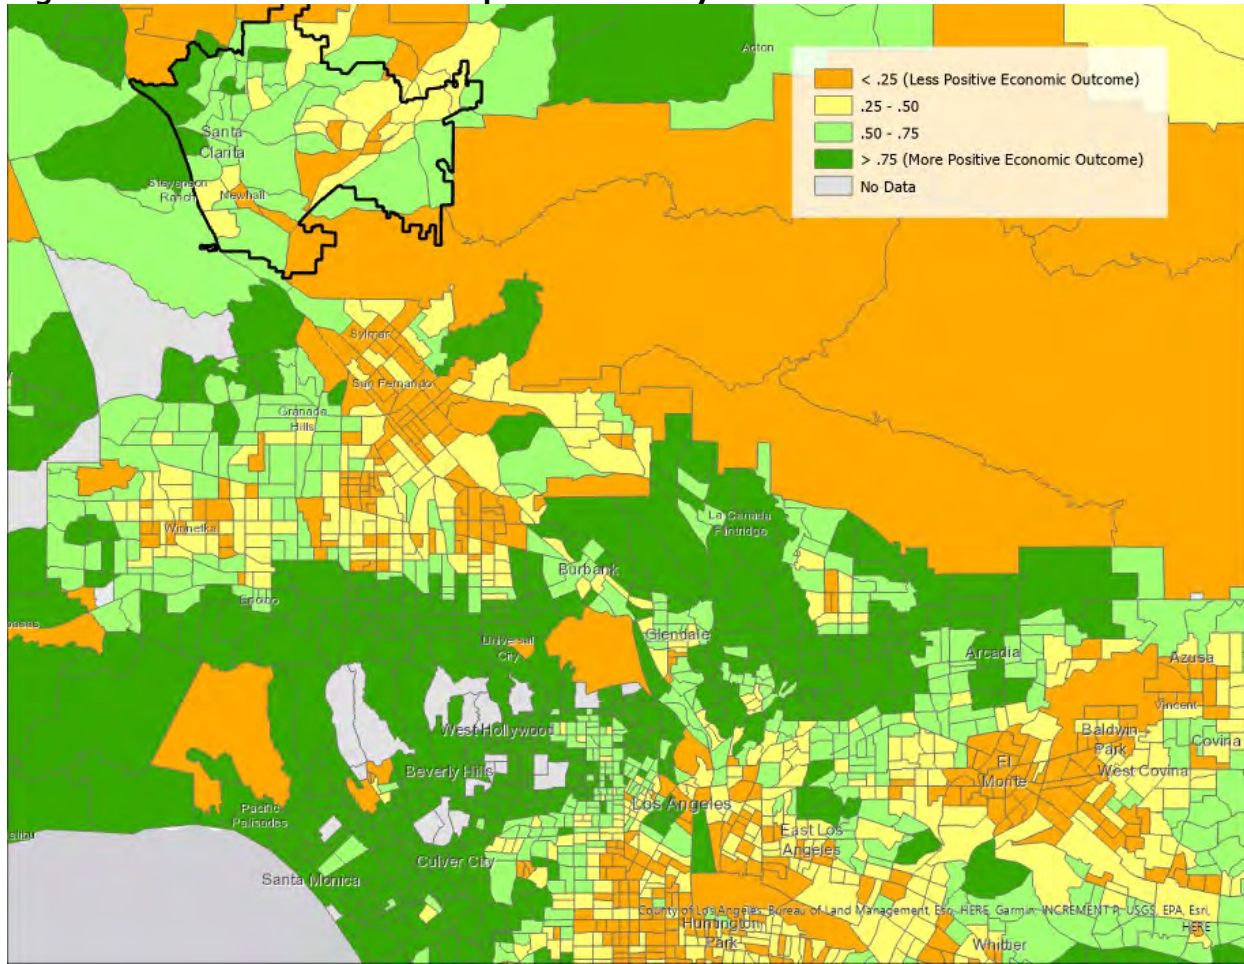 Acton
< .25 (Less Positive Economic Outcome)
.25 - .50
.50 - .75
> .75 (More Positive Economic Outcome)
No Data
Santa
Clarita
Stevenson
Ranch
Newhall
Sylmar
San Fernando
Granada
Hills
Winnetka
La Canada
Flintridge
Burbank
Encino
Universal
City
Glendale
Arcadia
Azusa
Vincent
West Hollywood
Baldwin
Park
Covina
Beverly Hills
El
Monte
West Covina
Pacific
Palisades
Los Angeles
East Los
Angeles
Culver City
Santa Monica
County of Los Angeles, Bureau of Land Management, Esri, HERE, Garmin, INCREMENT P, USGS, EPA, Esri,
HERE
Huntington
Park
Whittier